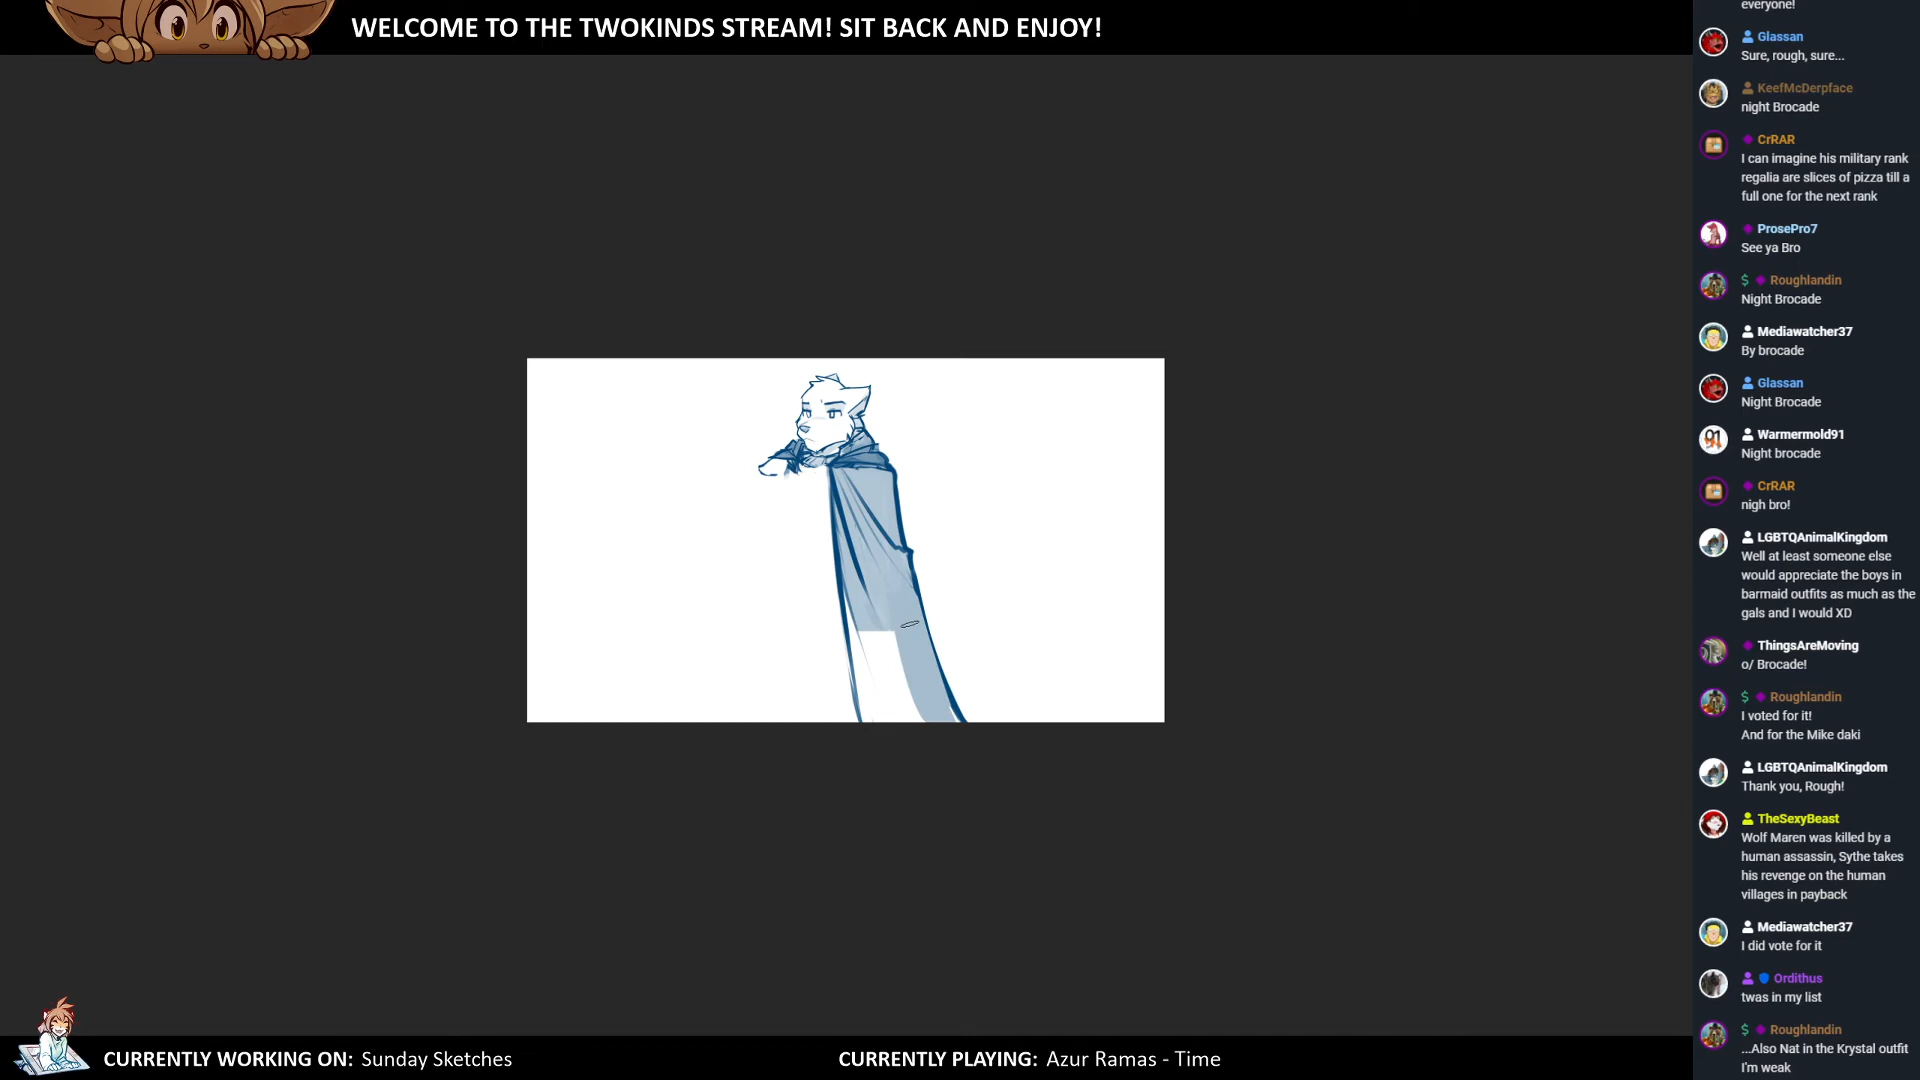 WELCOME TO THE TWOKINDS STREAM! SIT BACK AND ENJOY!
everyone!
Glassan
Sure, rough, sure...
KeefMcDerpface
night Brocade
CrRAR
I can imagine his military rank
regalia are slices of pizza till a
full one for the next rank
ProsePro7
See ya Bro
$ Roughlandin
Night Brocade
Mediawatcher37
By brocade
Glassan
Night Brocade
01
Warmermold91
Night brocade
CrRAR
nigh bro!
LGBTQAnimalKingdom
Well at least someone else
would appreciate the boys in
barmaid outfits as much as the
gals and I would XD
ThingsAreMoving
o/ Brocade!
$ Roughlandin
I voted for it!
And for the Mike daki
LGBTQAnimalKingdom
Thank you, Rough!
TheSexyBeast
Wolf Maren was killed by a
human assassin, Sythe takes
his revenge on the human
villages in payback
Mediawatcher37
I did vote for it
Ordithus
twas in my list
$ Roughlandin
...Also Nat in the Krystal outfit
I'm weak
CURRENTLY WORKING ON: Sunday Sketches
CURRENTLY PLAYING: Azur Ramas - Time